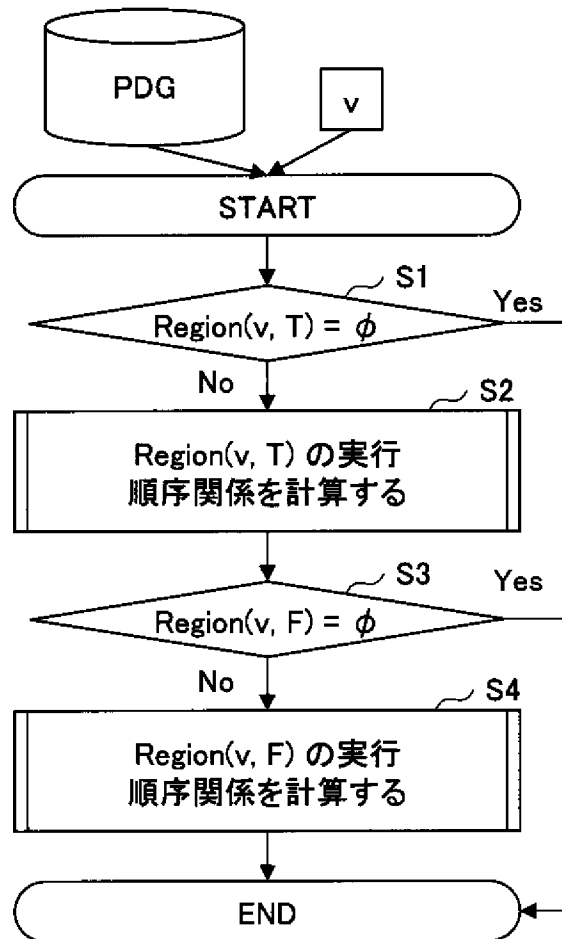 PDG
v
START
S1
Yes
Region(v, T) = ϕ
No
S2
Region(v, T) の実行
順序関係を計算する
S3
Yes
Region(v, F) = ϕ
No
S4
Region(v, F) の実行
順序関係を計算する
END